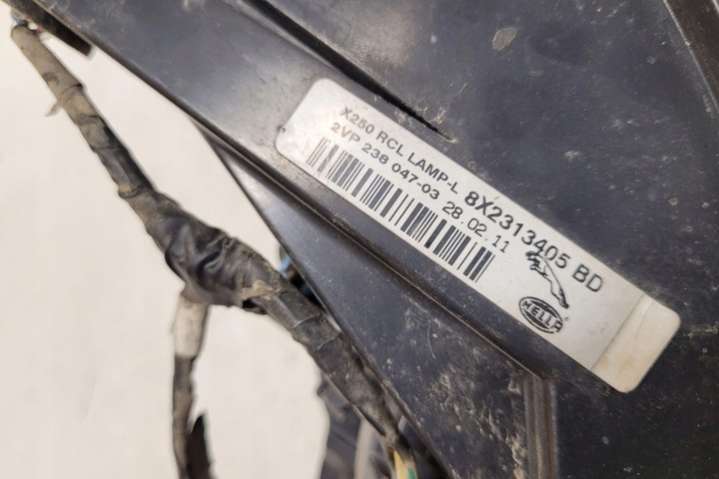 X250 RCL LAMP-L 8X2313405 BD
2VP 238 047-03 28.02.11
HELLA